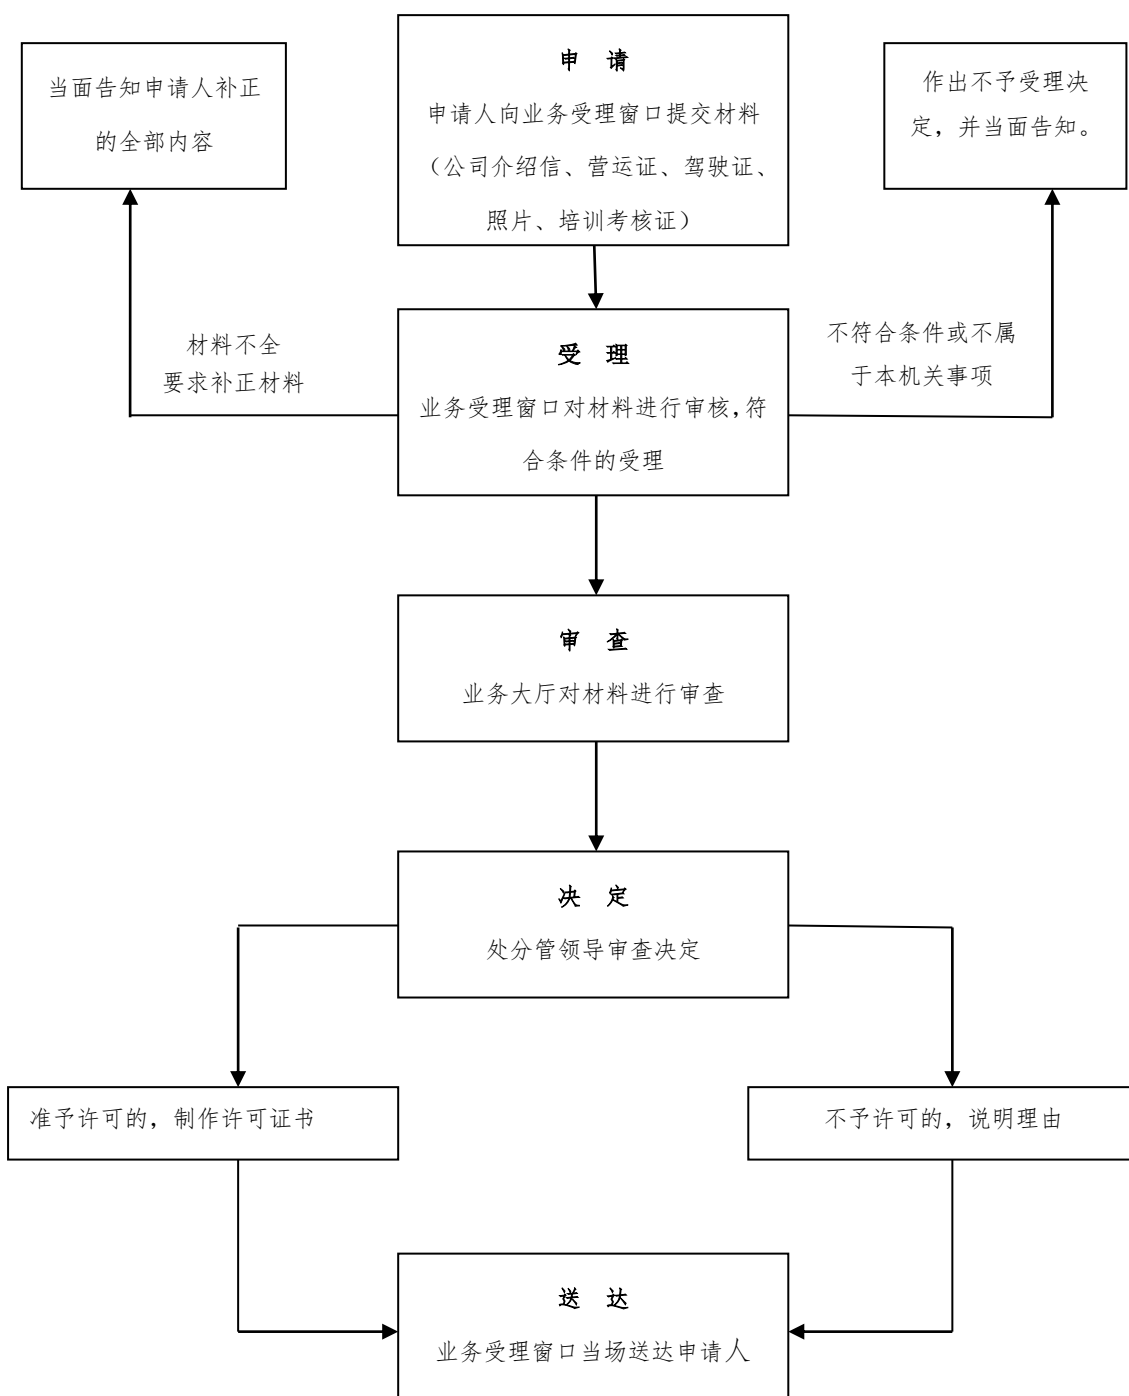 申 请
申请人向业务受理窗口提交材料
（公司介绍信、营运证、驾驶证、
照片、培训考核证）
当面告知申请人补正
的全部内容
作出不予受理决
定，并当面告知。
材料不全
要求补正材料
不符合条件或不属
于本机关事项
受 理
业务受理窗口对材料进行审核,符
合条件的受理
审 查
业务大厅对材料进行审查
决 定
处分管领导审查决定
准予许可的，制作许可证书
不予许可的，说明理由
送 达
业务受理窗口当场送达申请人